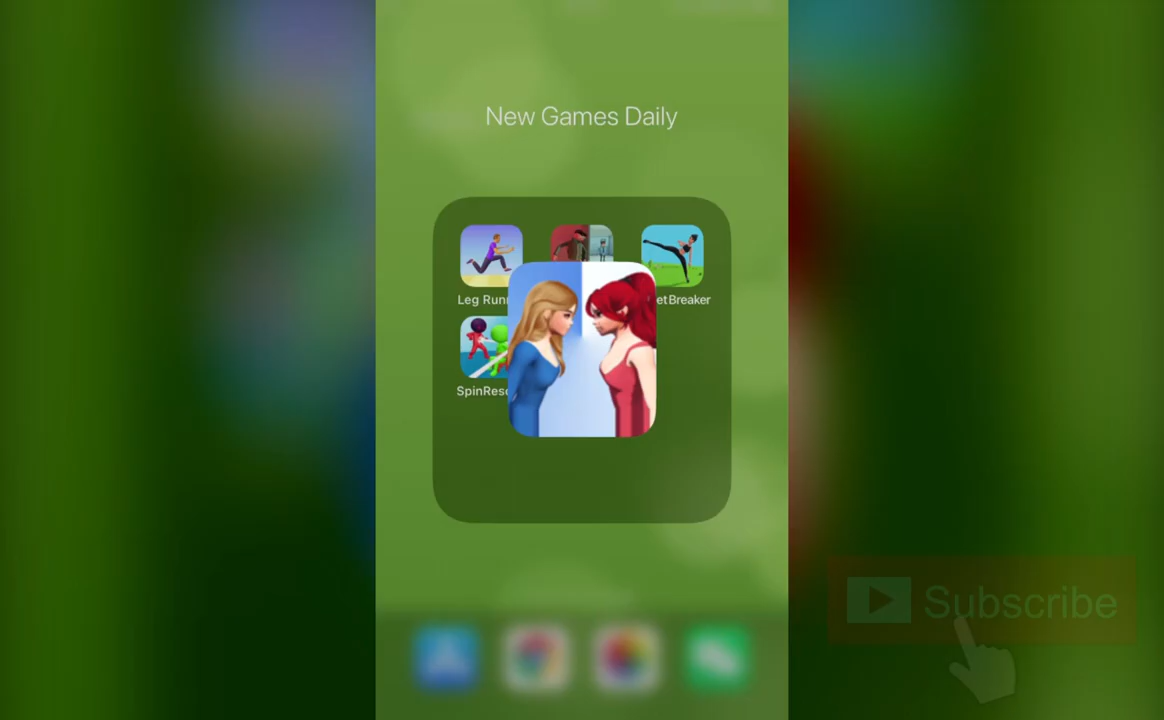 New Games Daily
Leg Runn
etBreaker
SpinResc
Subscribe